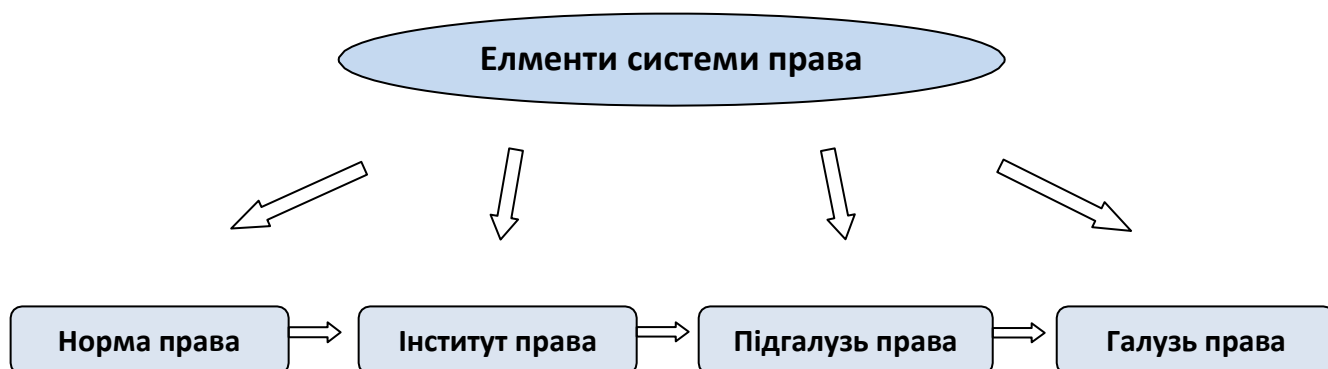 Елменти системи права
Норма права
Інститут права
Підгалузь права
Галузь права